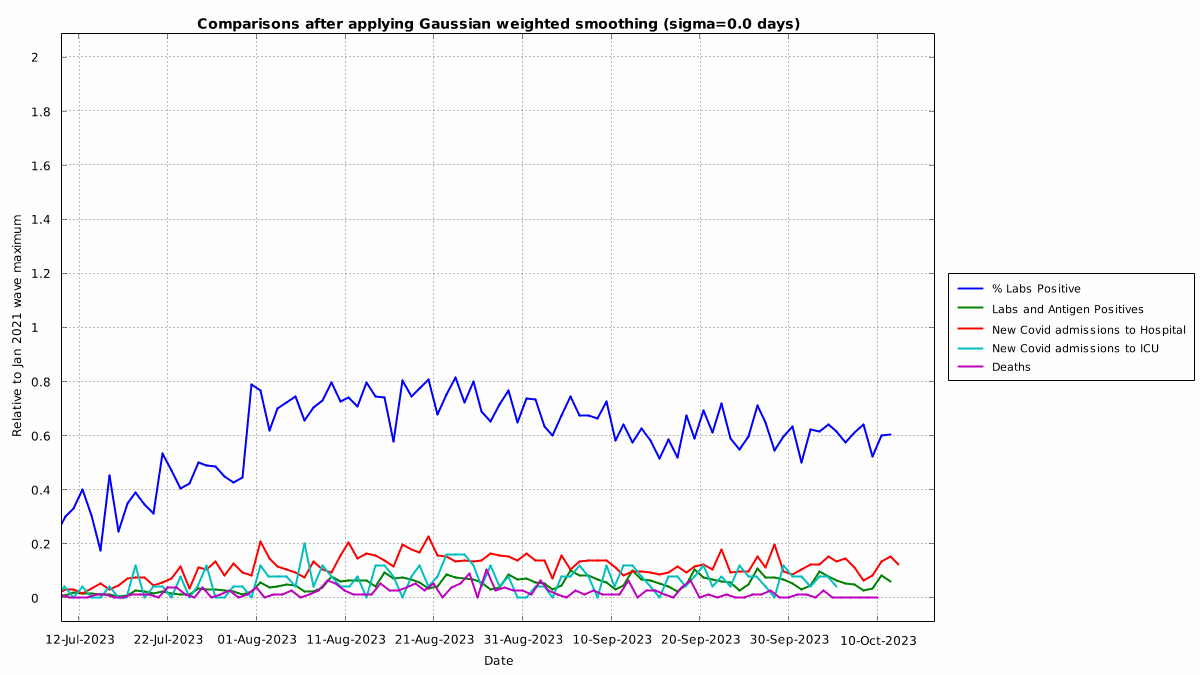 Comparisons after applying Gaussian weighted smoothing (sigma=0.0 days)
Relative to Jan 2021 wave maximum
2
1.8
1.6
1.4
1.2
1
0.8
0.6
0.4
0.2
0
12-Jul-2023 22-Jul-2023 01-Aug-2023 11-Aug-2023 21-Aug-2023 31-Aug-2023 10-Sep-2023 20-Sep-2023 30-Sep-2023 10-Oct-2023
Date
% Labs Positive
Labs and Antigen Positives
New Covid admissions to Hospital
New Covid admissions to ICU
Deaths